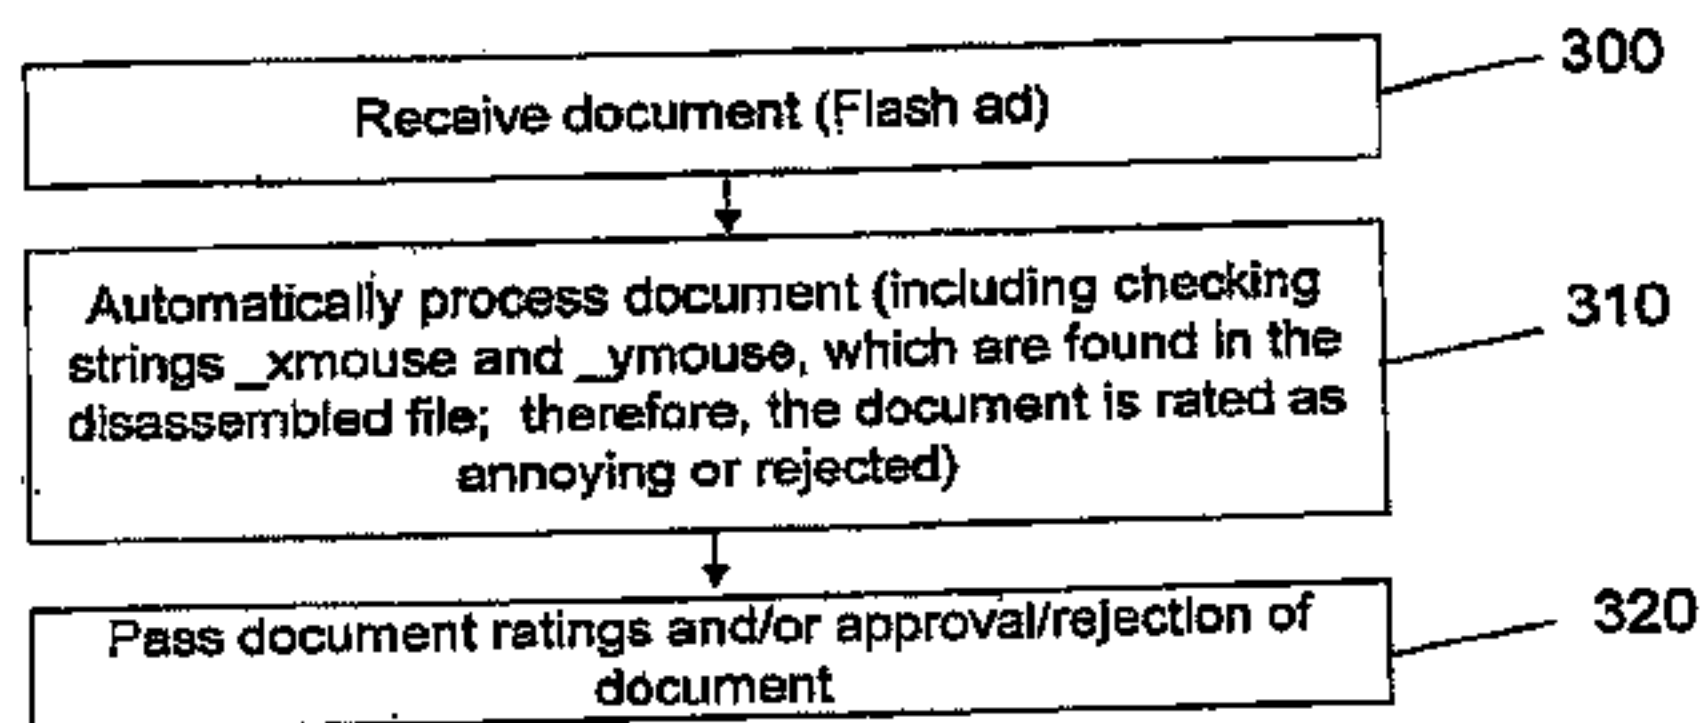 300
Receive document (Flash ad)
310
Automatically process document (including checking
strings _xmouse and _ymouse, which are found in the
disassembled file; therefore, the document is rated as
annoying or rejected)
320
Pass document ratings and/or approval/rejection of
document